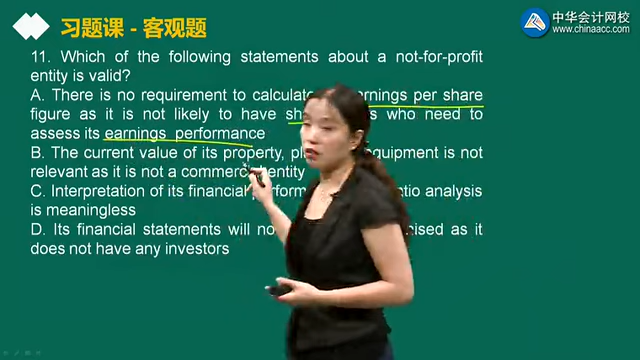 习题课 - 客观题
中华会计网校
www.chinaacc.com
11. Which of the following statements about a not-for-profit
entity is valid?
A. There is no requirement to calculate earnings per share
figure as it is not likely to have who need to
assess its earnings performance
B. The current value of its property, equipment is not
relevant as it is not a commercial entity
C. Interpretation of its financial analysis
is meaningless
D. Its financial statements will as it
does not have any investors